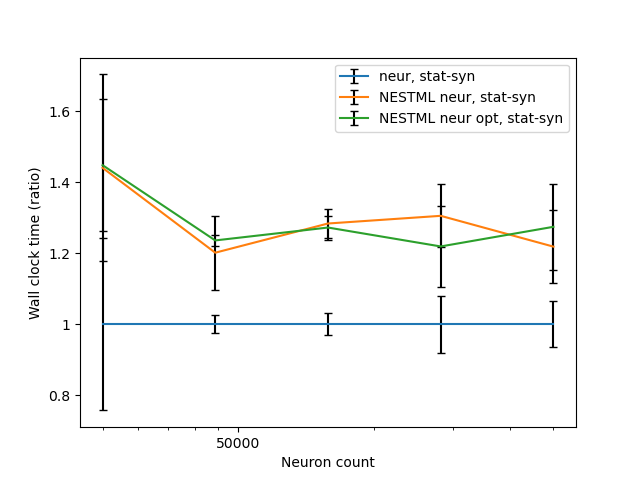 neur, stat-syn
NESTML neur, stat-syn
NESTML neur opt, stat-syn
1.6
1.4
1.2
1
0.8
Wall clock time (ratio)
50000
Neuron count